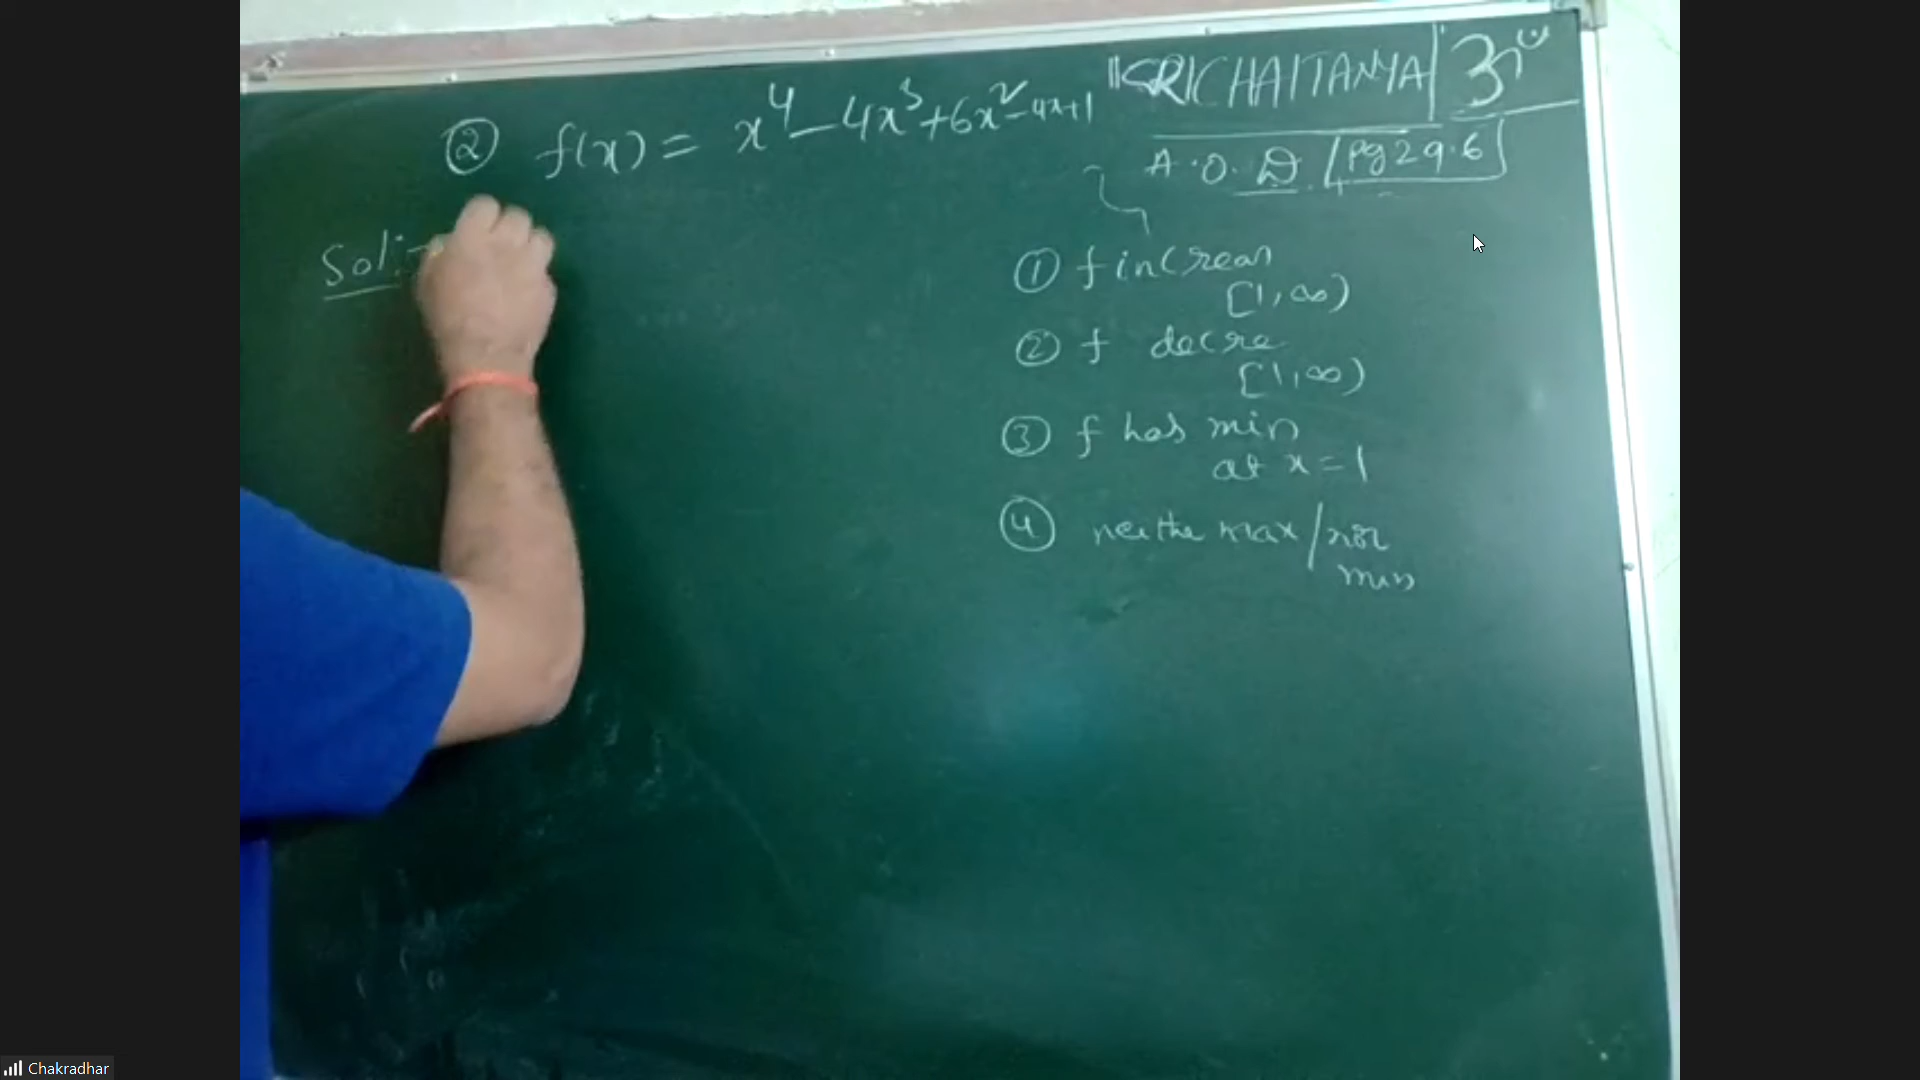 ② f(x) = x⁴ - 4x³ + 6x² - 4x + 1
SRICHAITANYA
A.O.D / Pg 29.6
Sol:-
① f increas
[1, ∞)
② f decre
[1, ∞)
③ f has min
at x = 1
④ neithe max / nor
min
Chakradhar